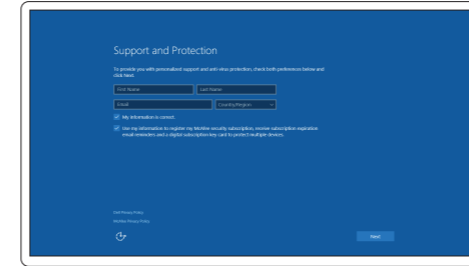 Support and Protection
To provide you with personalised support and anti-virus protection, check both preferences below and
click Next.
First Name
Last Name
Email
Country/Region
My information is correct.
Use my information to register my McAfee security subscription, receive subscription expiration
email reminders and a digital subscription key card to protect multiple devices.
Dell Privacy Policy
McAfee Privacy Policy
Next